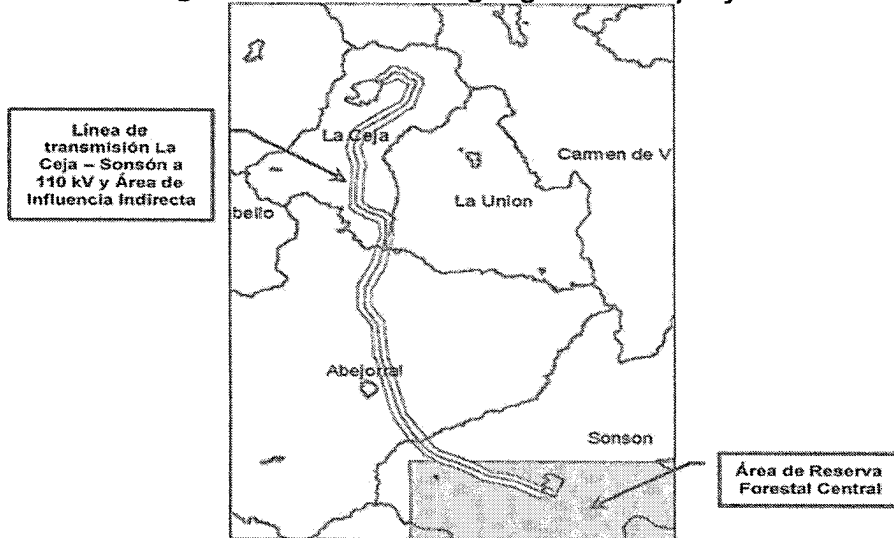 Línea de
transmisión La
Ceja – Sonsón a
110 kV y Área de
Influencia Indirecta
La Ceja
Carmen de V
La Union
bello
Abejorral
Sonson
Área de Reserva
Forestal Central